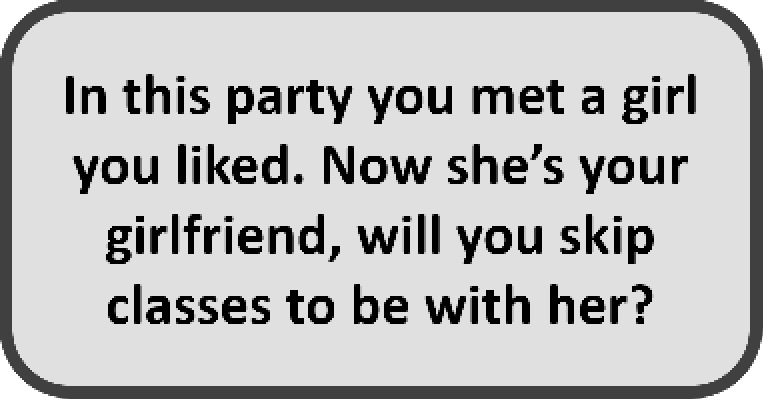 In this party you met a girl
you liked. Now she’s your
girlfriend, will you skip
classes to be with her?